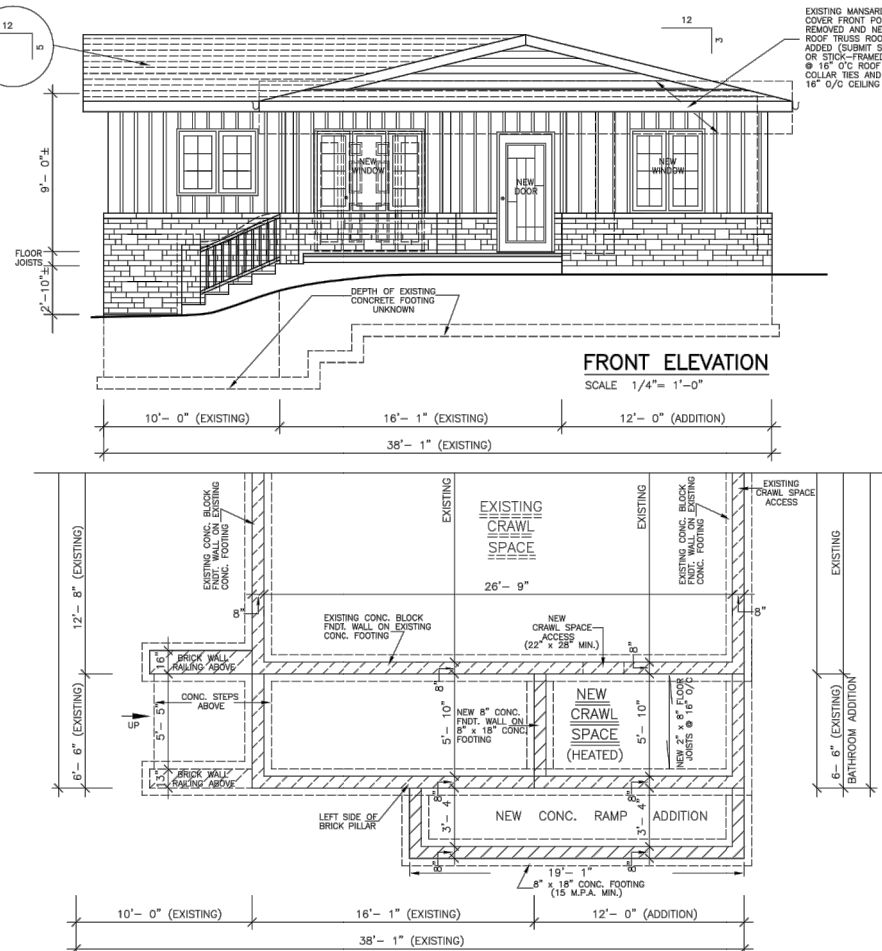 12
5
12
3
EXISTING MANSARD
COVER FRONT PO
REMOVED AND NE
ROOF TRUSS ROO
ADDED (SUBMIT S
OR STICK-FRAMED
@ 16" O'C ROOF
COLLAR TIES AND
16" O/C CEILING
9'- 0"±
NEW
WINDOW
NEW
DOOR
NEW
WINDOW
FLOOR
JOISTS
2'-10"±
DEPTH OF EXISTING
CONCRETE FOOTING
UNKNOWN
FRONT ELEVATION
SCALE 1/4"= 1'-0"
10'- 0" (EXISTING)
16'- 1" (EXISTING)
12'- 0" (ADDITION)
38'- 1" (EXISTING)
12'- 8" (EXISTING)
EXISTING CONC. BLOCK
FNDT. WALL ON EXISTING
CONC. FOOTING
EXISTING
EXISTING
CRAWL
SPACE
EXISTING
EXISTING CONC. BLOCK
FNDT. WALL ON EXISTING
CONC. FOOTING
EXISTING
CRAWL SPACE
ACCESS
EXISTING
26'- 9"
8"
8"
EXISTING CONC. BLOCK
FNDT. WALL ON EXISTING
CONC. FOOTING
NEW
CRAWL SPACE
ACCESS
(22" x 28" MIN.)
8"
8"
16"
BRICK WALL
RAILING ABOVE
CONC. STEPS
ABOVE
UP
5'- 5"
6'- 6" (EXISTING)
NEW 8" CONC.
FNDT. WALL ON
8" x 18" CONC.
FOOTING
5'- 10"
NEW
CRAWL
SPACE
(HEATED)
5'- 10"
NEW 2" x 8" FLOOR
JOISTS @ 16" O/C
6'- 6" (EXISTING)
BATHROOM ADDITION
13"
BRICK WALL
RAILING ABOVE
8"
8"
LEFT SIDE OF
BRICK PILLAR
3'- 4"
NEW CONC. RAMP ADDITION
3'- 4"
8"
8"
19'- 1"
8" x 18" CONC. FOOTING
(15 M.P.A. MIN.)
10'- 0" (EXISTING)
16'- 1" (EXISTING)
12'- 0" (ADDITION)
38'- 1" (EXISTING)